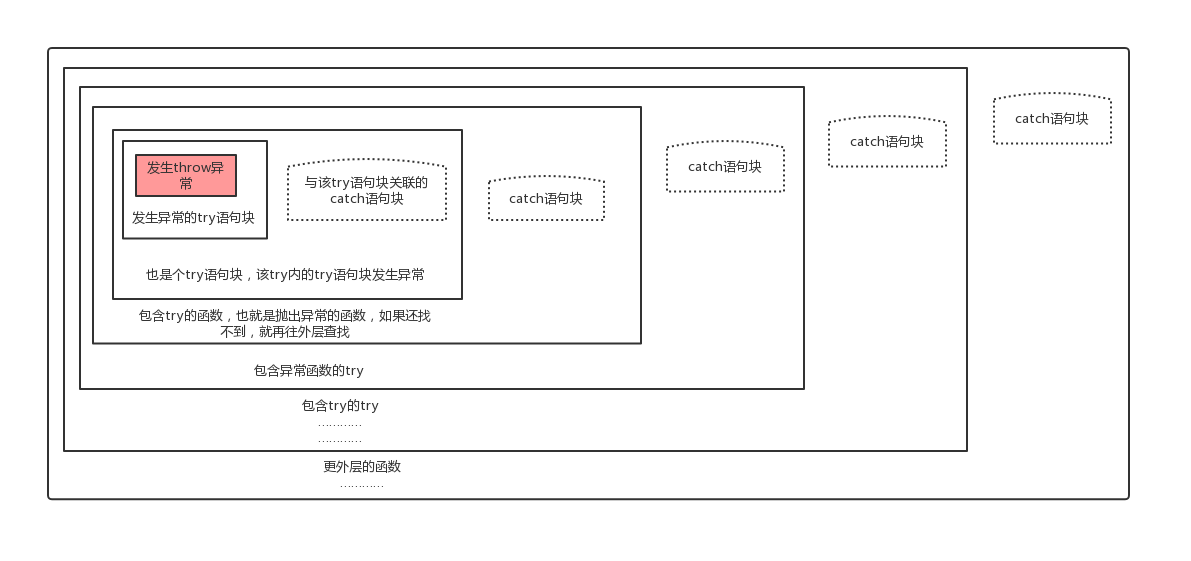 发生throw异
常
发生异常的try语句块
与该try语句块关联的
catch语句块
catch语句块
catch语句块
catch语句块
catch语句块
也是个try语句块，该try内的try语句块发生异常
包含try的函数，也就是抛出异常的函数，如果还找
不到，就再往外层查找
包含异常函数的try
包含try的try
…………
…………
更外层的函数
…………